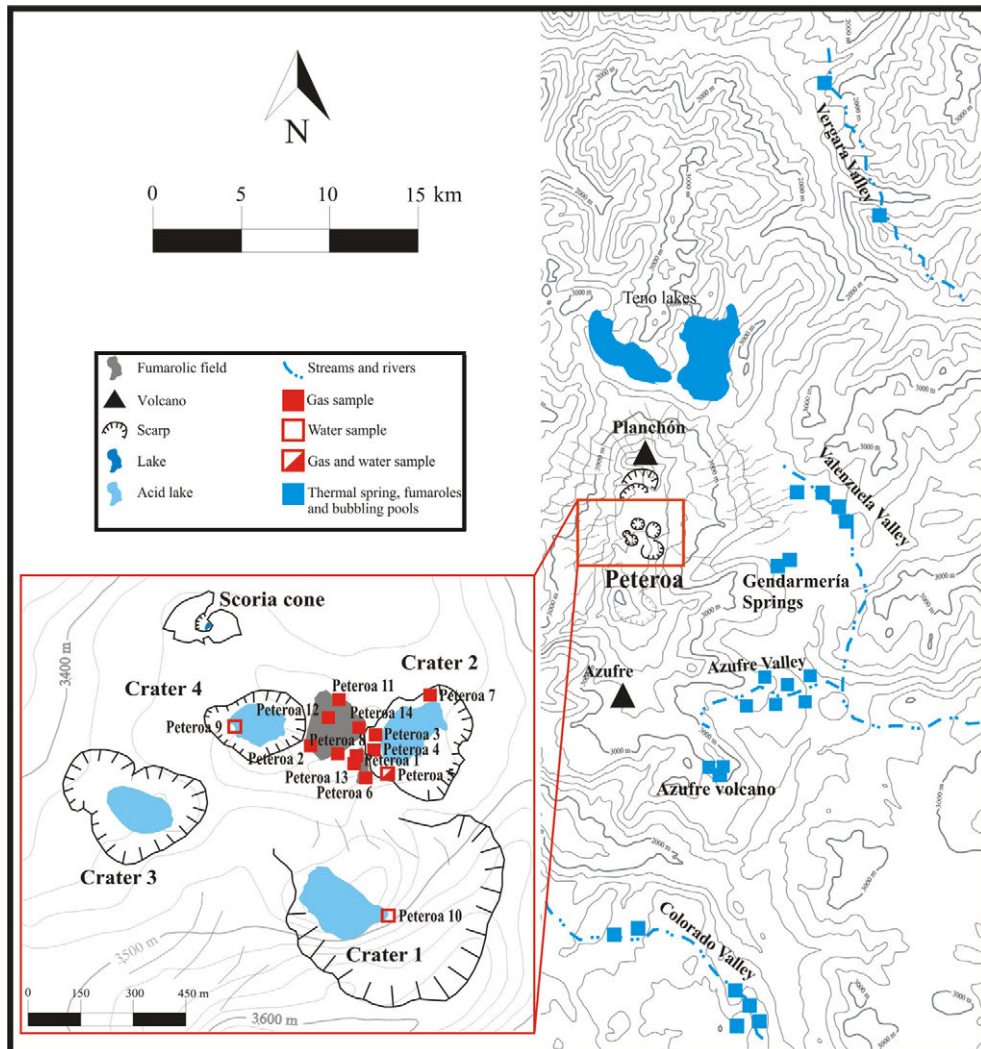 N
0 5 10 15 km
Fumarolic field
Volcano
Scarp
Lake
Acid lake
Streams and rivers
Gas sample
Water sample
Gas and water sample
Thermal spring, fumaroles
and bubbling pools
Vergara Valley
Teno lakes
Planchón
Peteroa
Valenzuela Valley
Gendarmería
Springs
Azufre
Azufre Valley
Azufre volcano
Colorado Valley
2000 m
3000 m
Scoria cone
3400 m
Crater 4
Crater 2
Peteroa 11
Peteroa 7
Peteroa 12
Peteroa 14
Peteroa 9
Peteroa 3
Peteroa 8
Peteroa 4
Peteroa 2
Peteroa 1
Peteroa 13
Peteroa 5
Peteroa 6
Crater 3
Peteroa 10
Crater 1
3500 m
0 150 300 450 m
3600 m